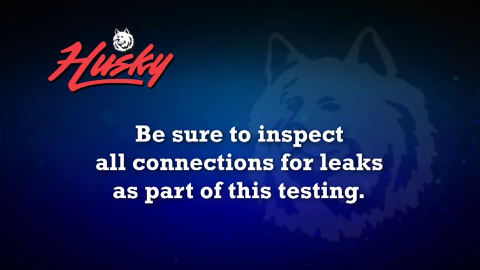 Husky
Be sure to inspect
all connections for leaks
as part of this testing.